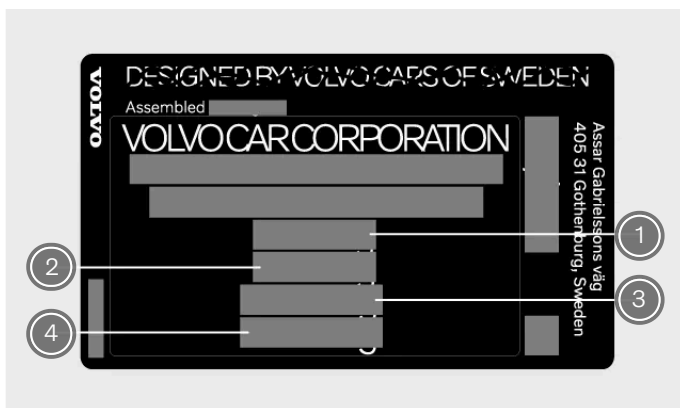 DESIGNED BY VOLVO CARS OF SWEDEN
Assembled
VOLVO CAR CORPORATION
VOLVO
Assar Gabrielssons väg
405 31 Gothenburg, Sweden
1
2
3
4